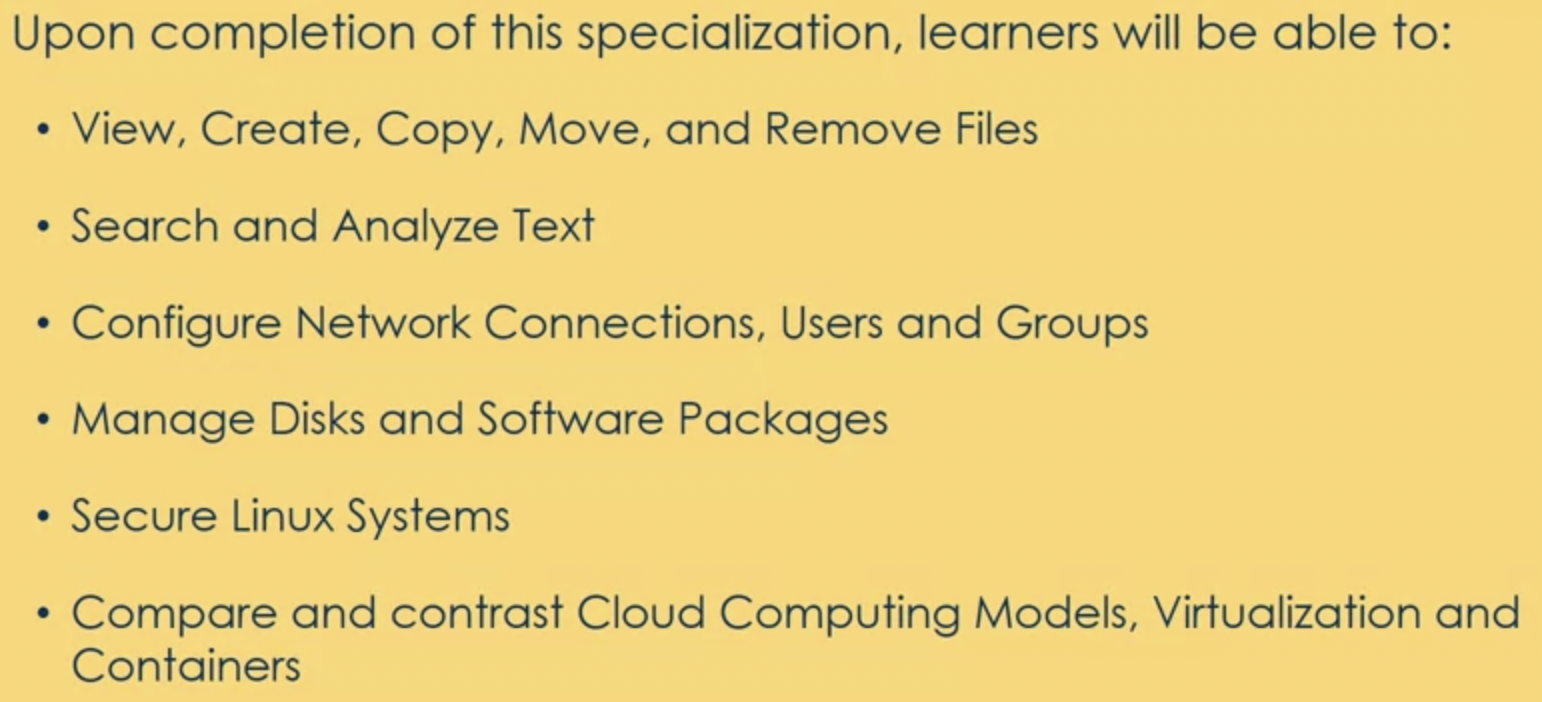 Upon completion of this specialization, learners will be able to:
• View, Create, Copy, Move, and Remove Files
• Search and Analyze Text
• Configure Network Connections, Users and Groups
• Manage Disks and Software Packages
• Secure Linux Systems
• Compare and contrast Cloud Computing Models, Virtualization and
Containers